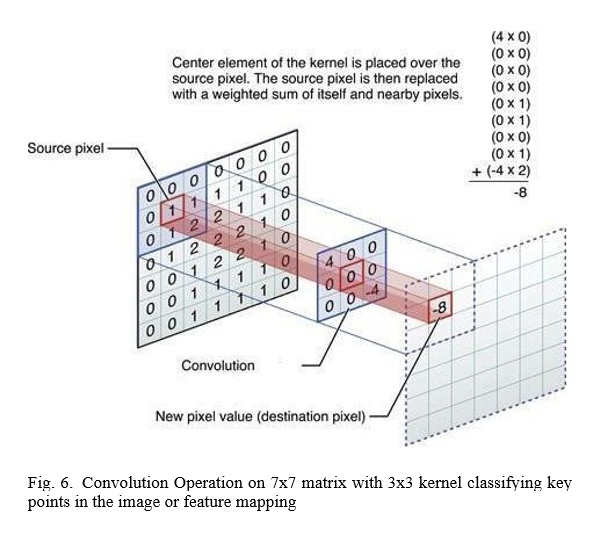 Center element of the kernel is placed over the
source pixel. The source pixel is then replaced
with a weighted sum of itself and nearby pixels.
(4 x 0)
(0 x 0)
(0 x 0)
(0 x 0)
(0 x 1)
(0 x 1)
(0 x 0)
(0 x 1)
+ (-4 x 2)
-8
Source pixel
0 0 0 0 0 0 0
0 1 1 1 1 0 0
0 1 2 2 1 1 0
0 1 2 2 2 1 0
0 0 1 2 2 1 0
0 0 1 1 1 1 0
0 0 1 1 1 1 0
4 0 0
0 0 0
0 0 -4
-8
Convolution
New pixel value (destination pixel)
Fig. 6. Convolution Operation on 7x7 matrix with 3x3 kernel classifying key
points in the image or feature mapping